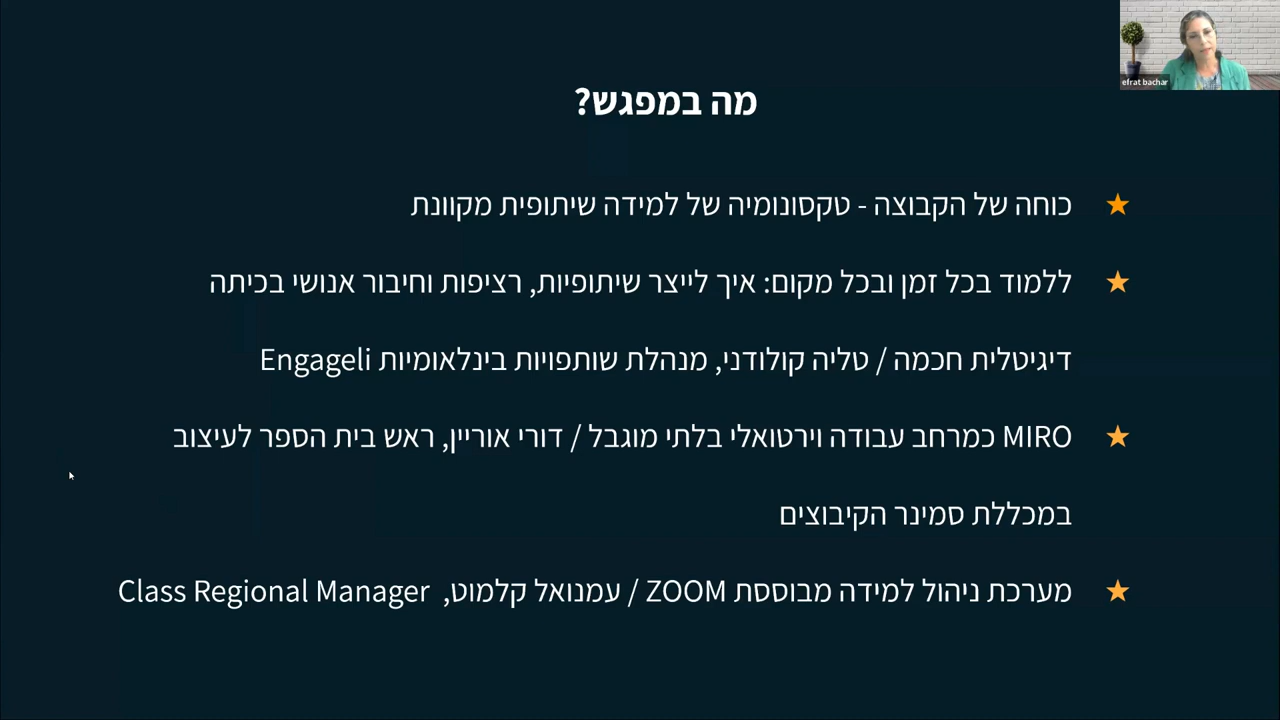 efrat bachar
מה במפגש?
★ כוחה של הקבוצה - טקסונומיה של למידה שיתופית מקוונת
★ ללמוד בכל זמן ובכל מקום: איך לייצר שיתופיות, רציפות וחיבור אנושי בכיתה
דיגיטלית חכמה / טליה קולודני, מנהלת שותפויות בינלאומיות Engageli
★ MIRO כמרחב עבודה וירטואלי בלתי מוגבל / דורי אוריין, ראש בית הספר לעיצוב
במכללת סמינר הקיבוצים
★ מערכת ניהול למידה מבוססת ZOOM / עמנואל קלמוט, Class Regional Manager